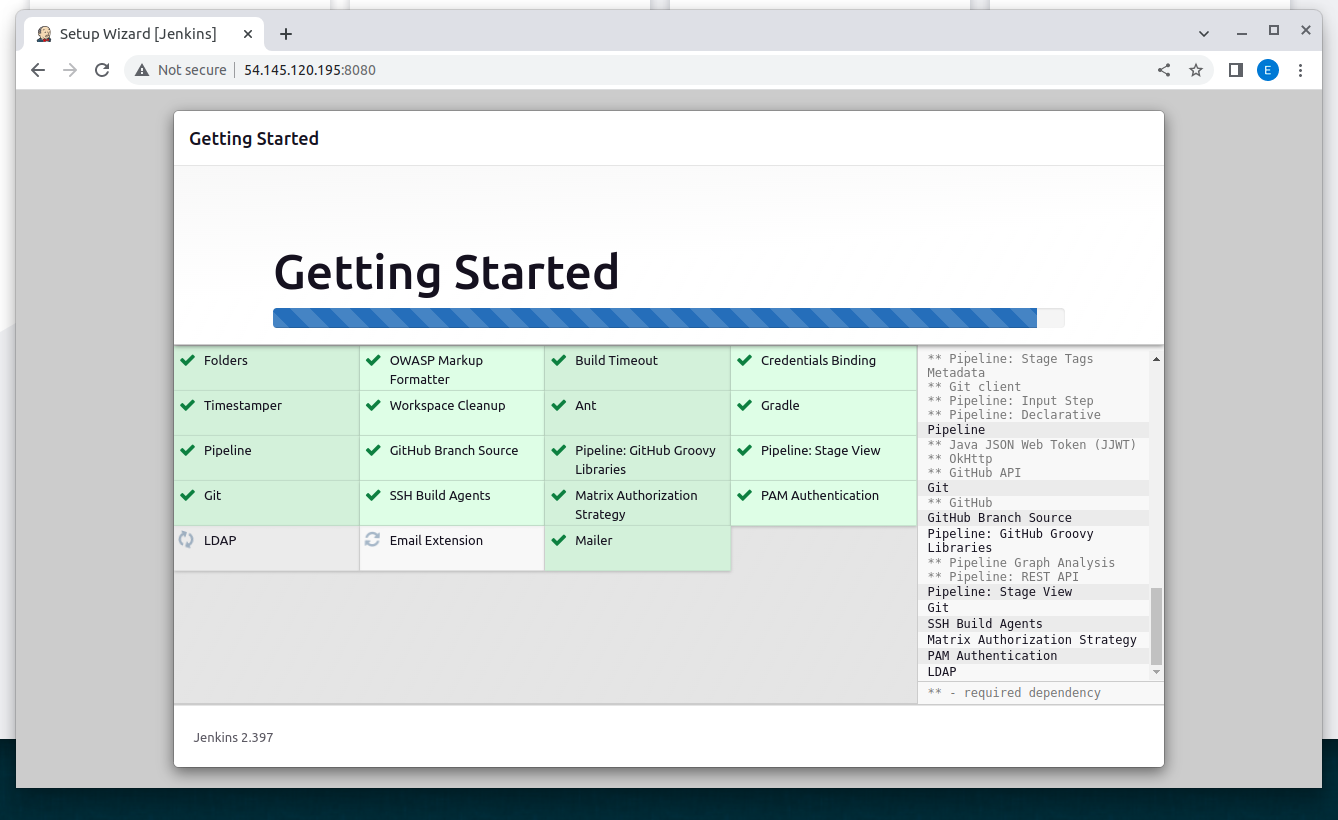 Setup Wizard [Jenkins]
Not secure
54.145.120.195:8080
E
Getting Started
Getting Started
Folders
OWASP Markup
Formatter
Build Timeout
Credentials Binding
Timestamper
Workspace Cleanup
Ant
Gradle
Pipeline
GitHub Branch Source
Pipeline: GitHub Groovy
Libraries
Pipeline: Stage View
Git
SSH Build Agents
Matrix Authorization
Strategy
PAM Authentication
LDAP
Email Extension
Mailer
** Pipeline: Stage Tags
Metadata
** Git client
** Pipeline: Input Step
** Pipeline: Declarative
Pipeline
** Java JSON Web Token (JJWT)
** OkHttp
** GitHub API
Git
** GitHub
GitHub Branch Source
Pipeline: GitHub Groovy
Libraries
** Pipeline Graph Analysis
** Pipeline: REST API
Pipeline: Stage View
Git
SSH Build Agents
Matrix Authorization Strategy
PAM Authentication
LDAP
** - required dependency
Jenkins 2.397